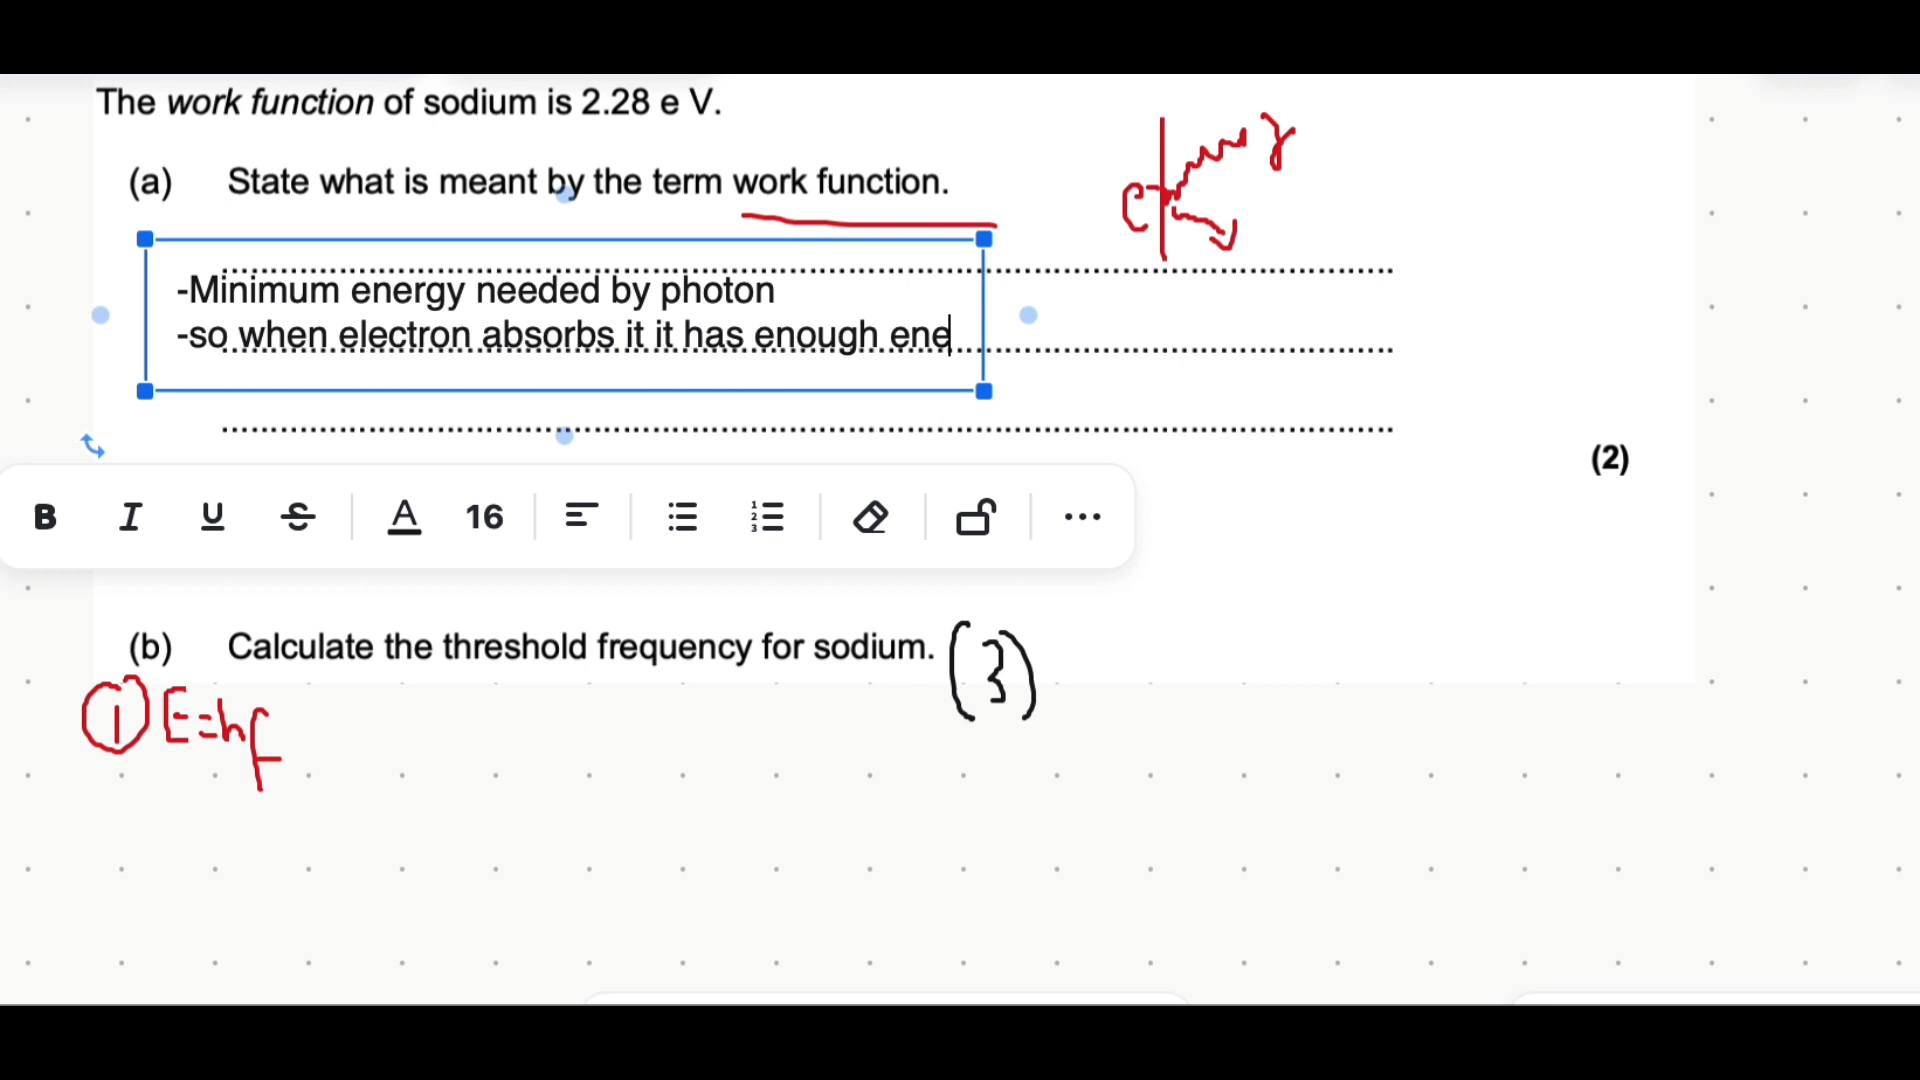 The work function of sodium is 2.28 e V.
(a) State what is meant by the term work function.
-Minimum energy needed by photon
-so when electron absorbs it it has enough ene
(2)
B I U S A 16
(b) Calculate the threshold frequency for sodium. (3)
① E=hf